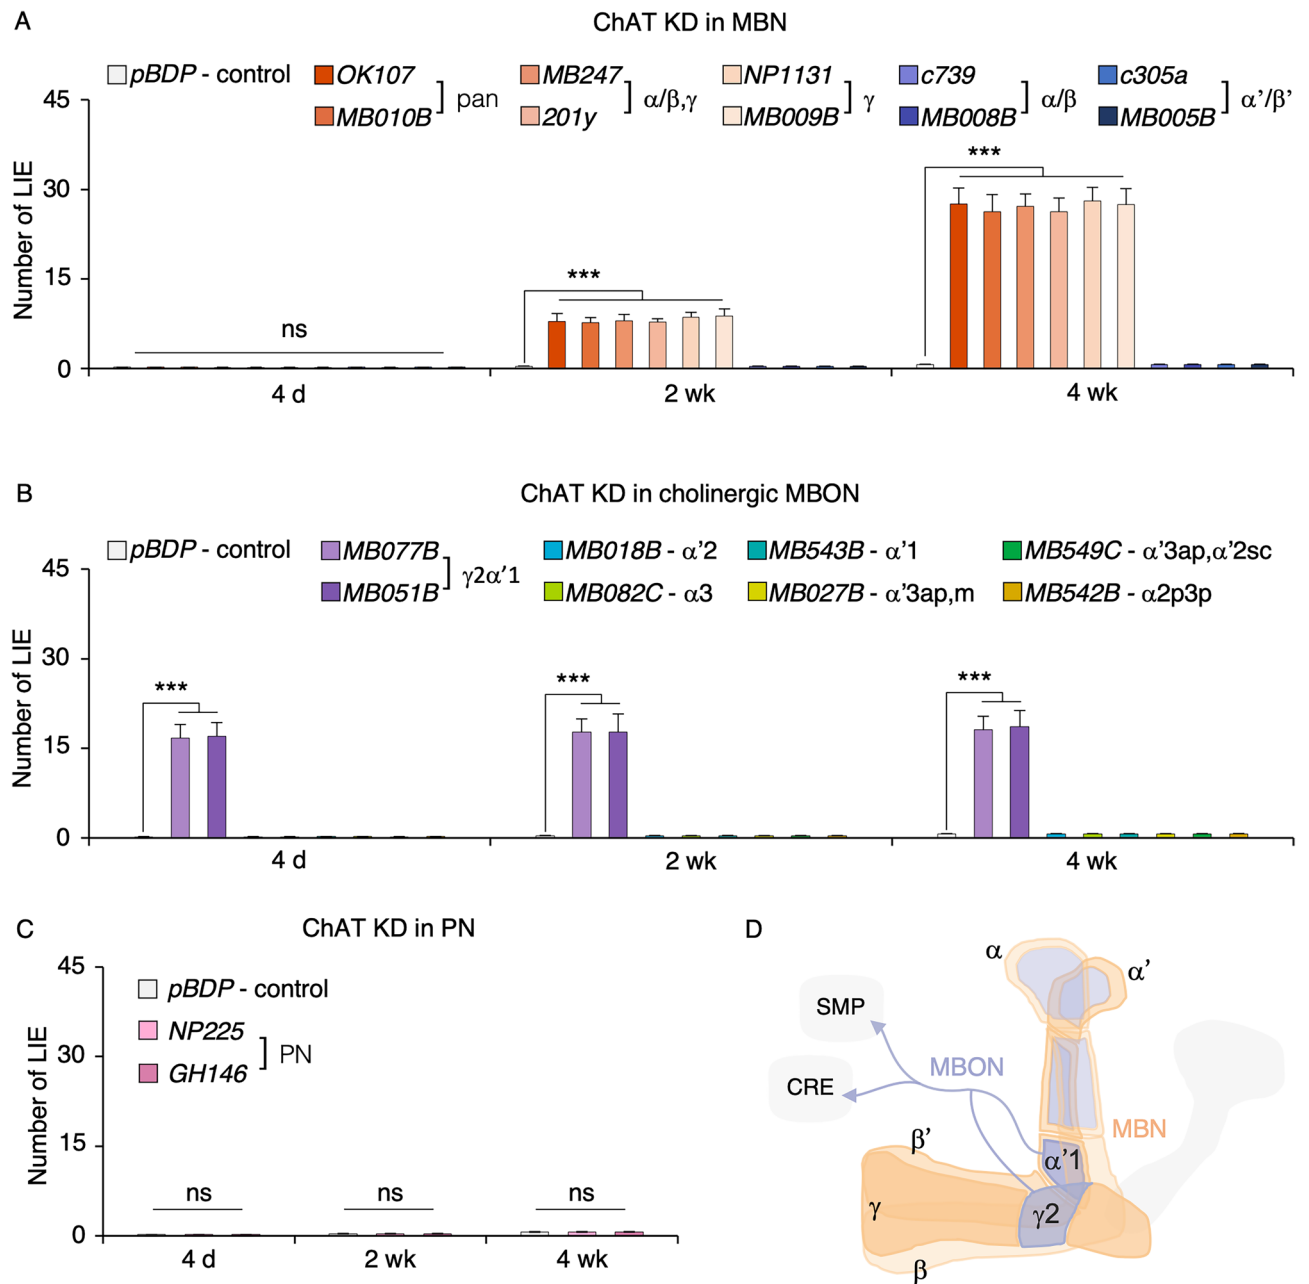 A
ChAT KD in MBN
pBDP - control
OK107
MB010B
pan
MB247
201y
α/β,γ
NP1131
MB009B
γ
c739
MB008B
α/β
c305a
MB005B
α’/β’
Number of LIE
45
30
15
0
ns
***
***
4 d
2 wk
4 wk
B
ChAT KD in cholinergic MBON
pBDP - control
MB077B
MB051B
γ2α’1
MB018B - α’2
MB082C - α3
MB543B - α’1
MB027B - α’3ap,m
MB549C - α’3ap,α’2sc
MB542B - α2p3p
Number of LIE
45
30
15
0
***
***
***
4 d
2 wk
4 wk
C
ChAT KD in PN
pBDP - control
NP225
GH146
PN
Number of LIE
45
30
15
0
ns
ns
ns
4 d
2 wk
4 wk
D
α
α’
SMP
CRE
MBON
MBN
β’
α’1
γ
γ2
β